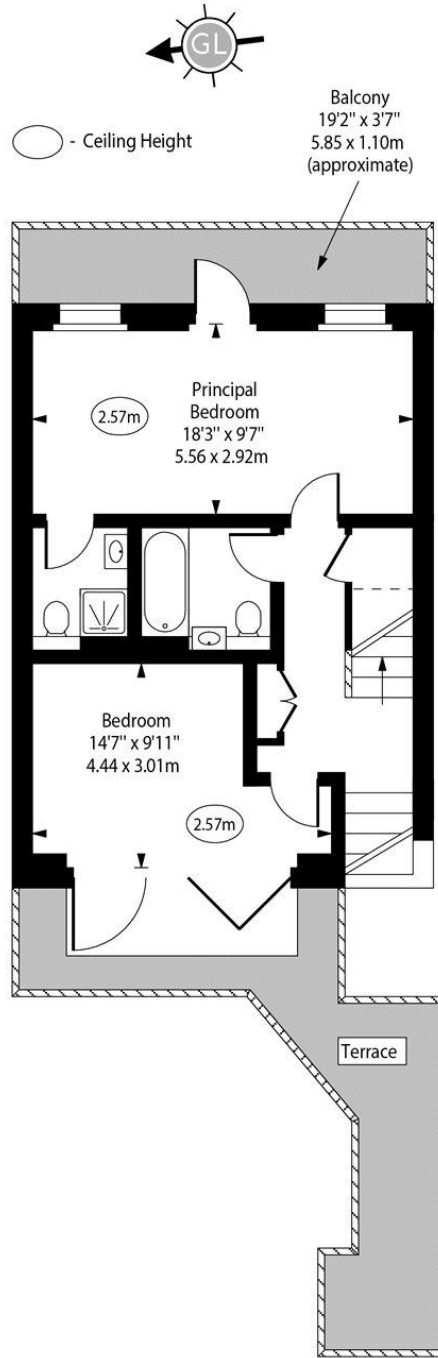 GL
- Ceiling Height
Balcony
19'2" x 3'7"
5.85 x 1.10m
(approximate)
2.57m
Principal
Bedroom
18'3" x 9'7"
5.56 x 2.92m
Bedroom
14'7" x 9'11"
4.44 x 3.01m
2.57m
Terrace